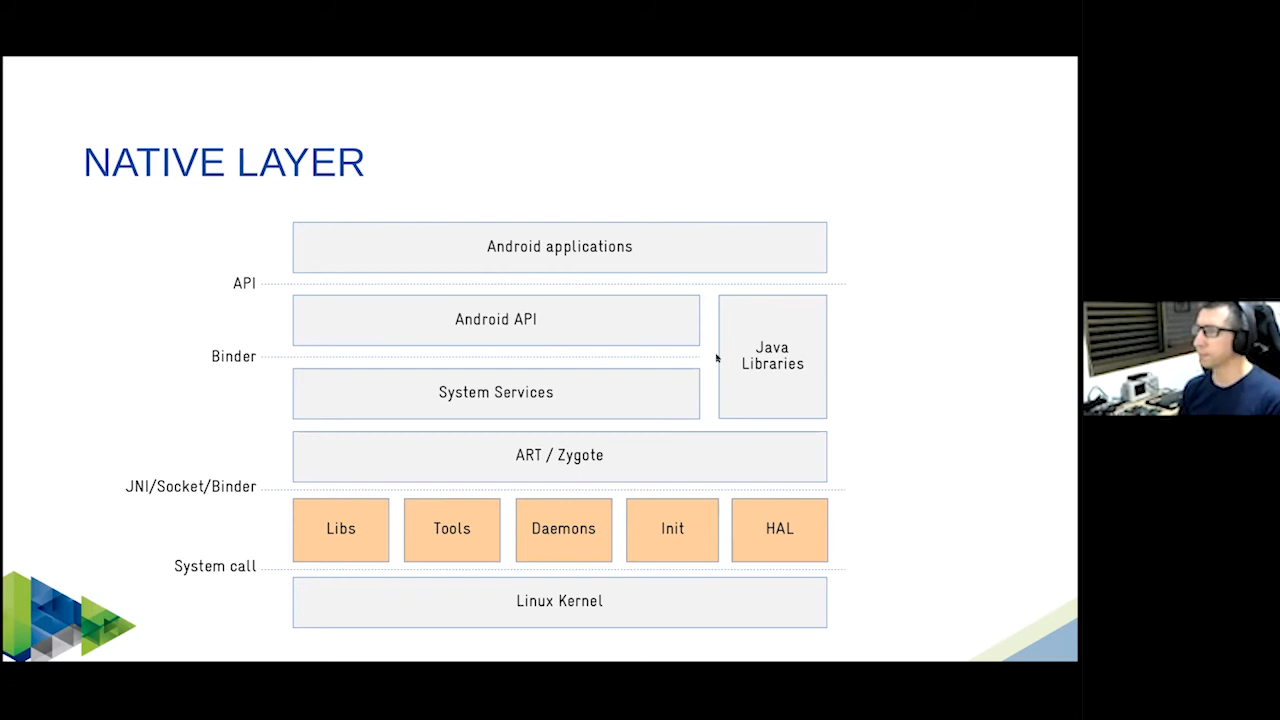 NATIVE LAYER
Android applications
API
Android API
Java
Libraries
Binder
System Services
ART / Zygote
JNI/Socket/Binder
Libs
Tools
Daemons
Init
HAL
System call
Linux Kernel